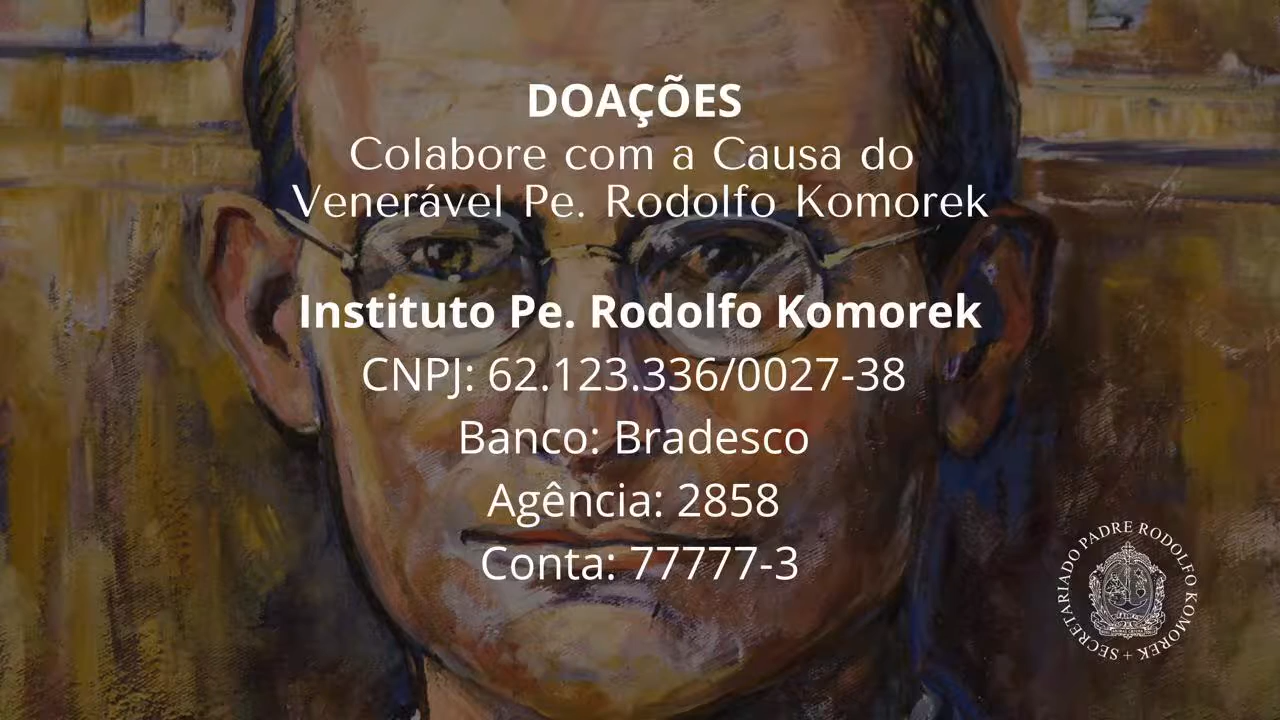 DOAÇÕES
Colabore com a Causa do
Venerável Pe. Rodolfo Komorek
Instituto Pe. Rodolfo Komorek
CNPJ: 62.123.336/0027-38
Banco: Bradesco
Agência: 2858
Conta: 77777-3
SECRETARIADO PADRE RODOLFO KOMOREK +